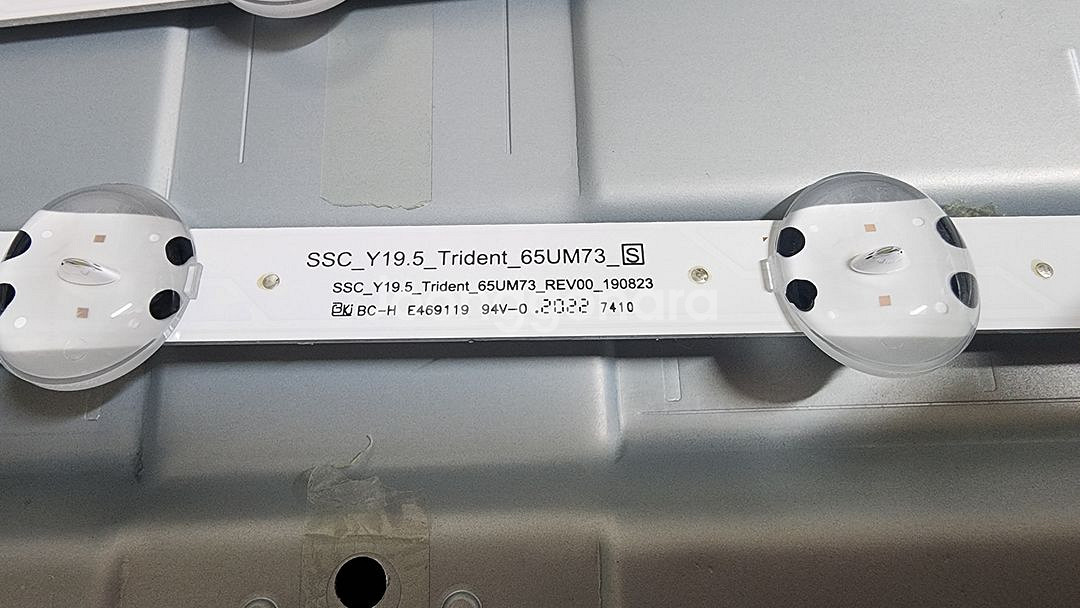 SSC_Y19.5_Trident_65UM73_S
SSC_Y19.5_Trident_65UM73_REV00_190823
BC-H E469119 94V-0 .2022 7410